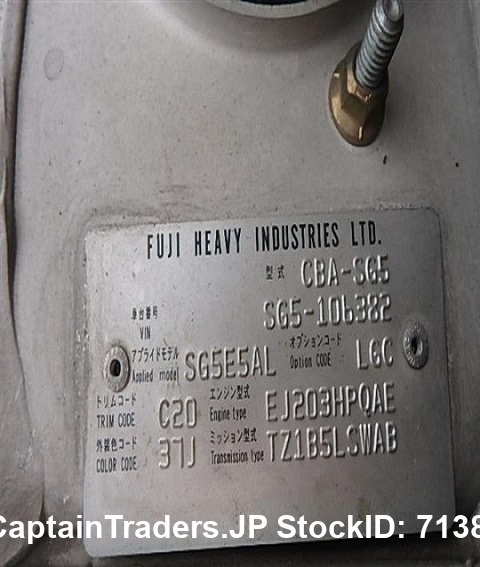 FUJI HEAVY INDUSTRIES LTD.
型式 CBA-SG5
車台番号 VIN SG5-106382
アプライドモデル Applied model SG5E5AL オプションコード Option CODE LGC
トリムコード TRIM CODE C20 エンジン型式 Engine type EJ203HPQAE
外装色コード COLOR CODE 37J ミッション型式 Transmission type TZ1B5LSWAB
CaptainTraders.JP StockID: 7138